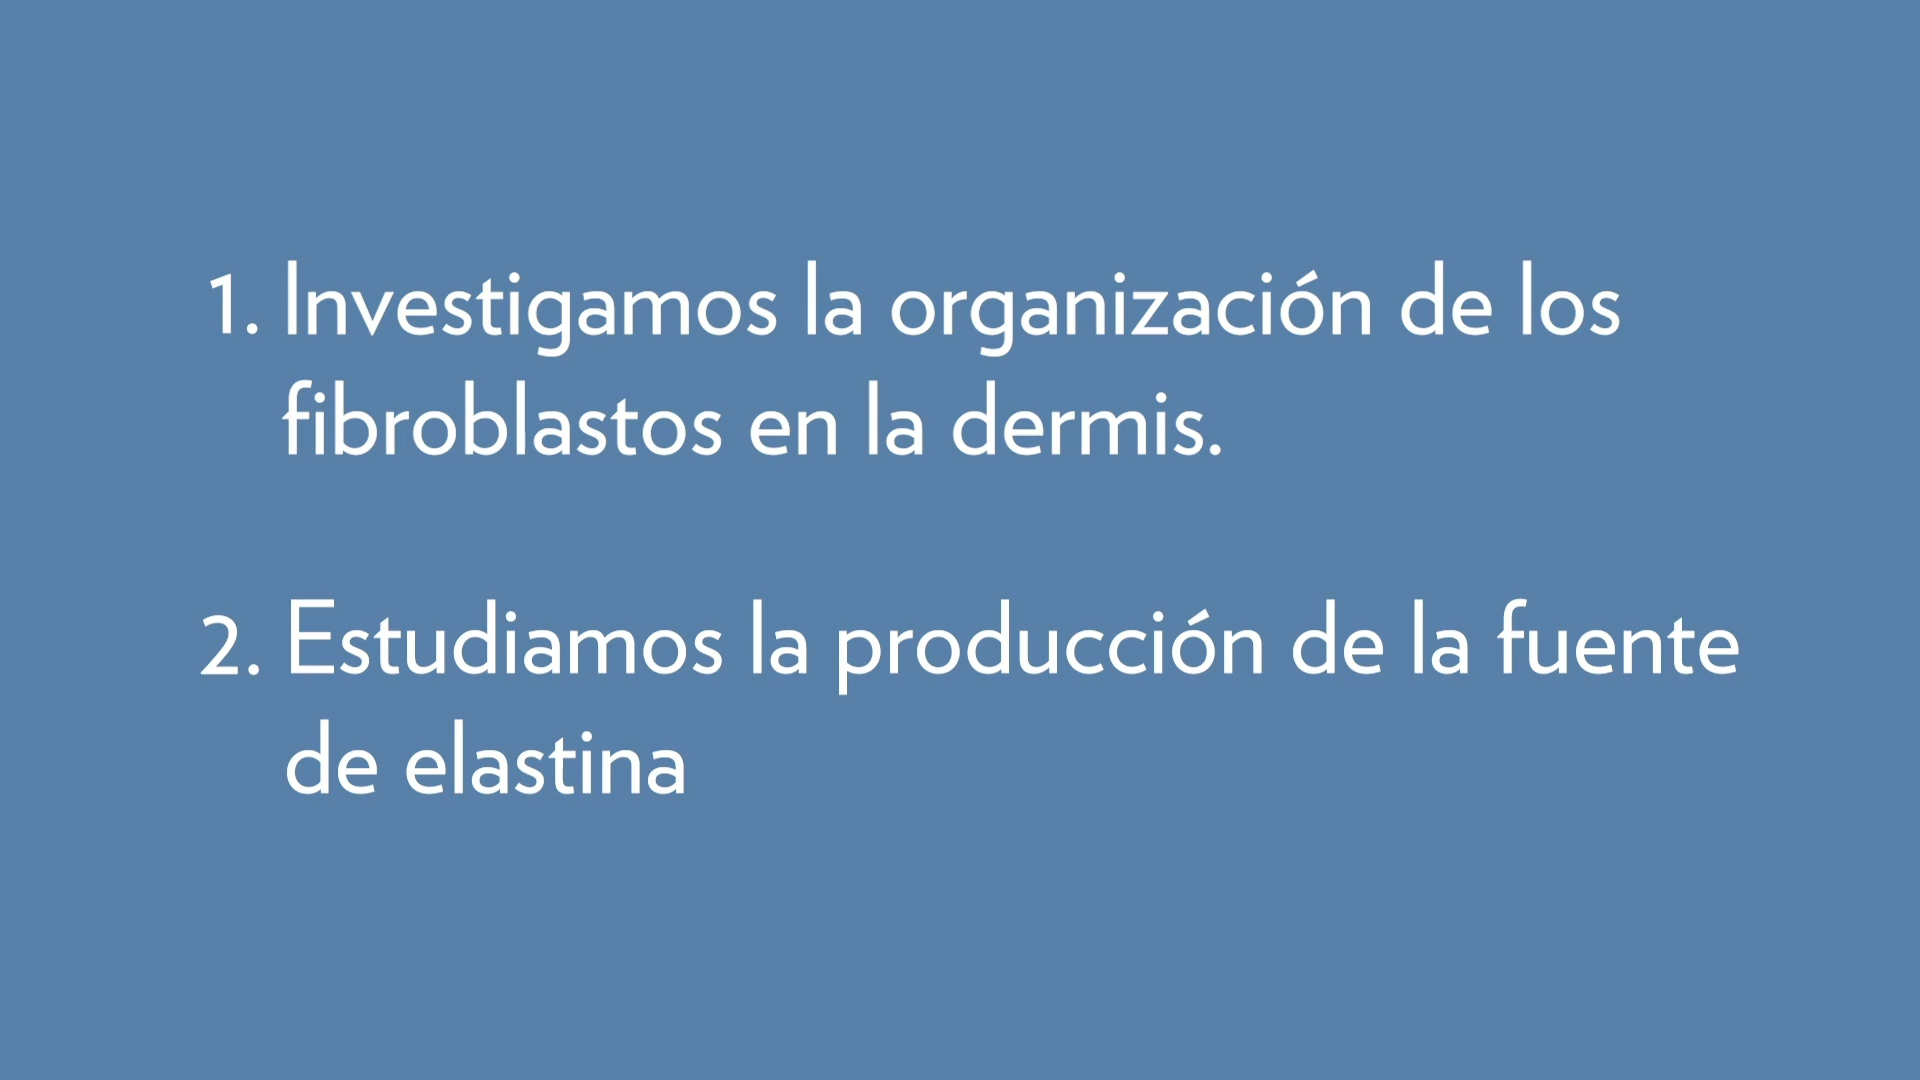 1. Investigamos la organización de los
fibroblastos en la dermis.
2. Estudiamos la producción de la fuente
de elastina